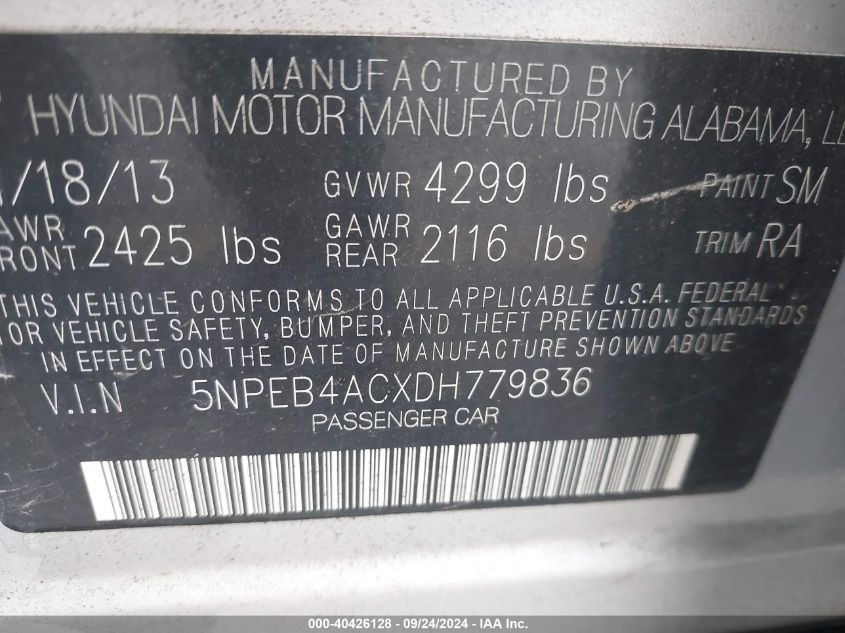 MANUFACTURED BY
HYUNDAI MOTOR MANUFACTURING ALABAMA, LL
/18/13 GVWR 4299 lbs PAINT SM
AWR FRONT 2425 lbs GAWR REAR 2116 lbs TRIM RA
THIS VEHICLE CONFORMS TO ALL APPLICABLE U.S.A. FEDERAL
OR VEHICLE SAFETY, BUMPER, AND THEFT PREVENTION STANDARDS
IN EFFECT ON THE DATE OF MANUFACTURE SHOWN ABOVE
V.I.N 5NPEB4ACXDH779836
PASSENGER CAR
000-40426128 - 09/24/2024 - IAA Inc.